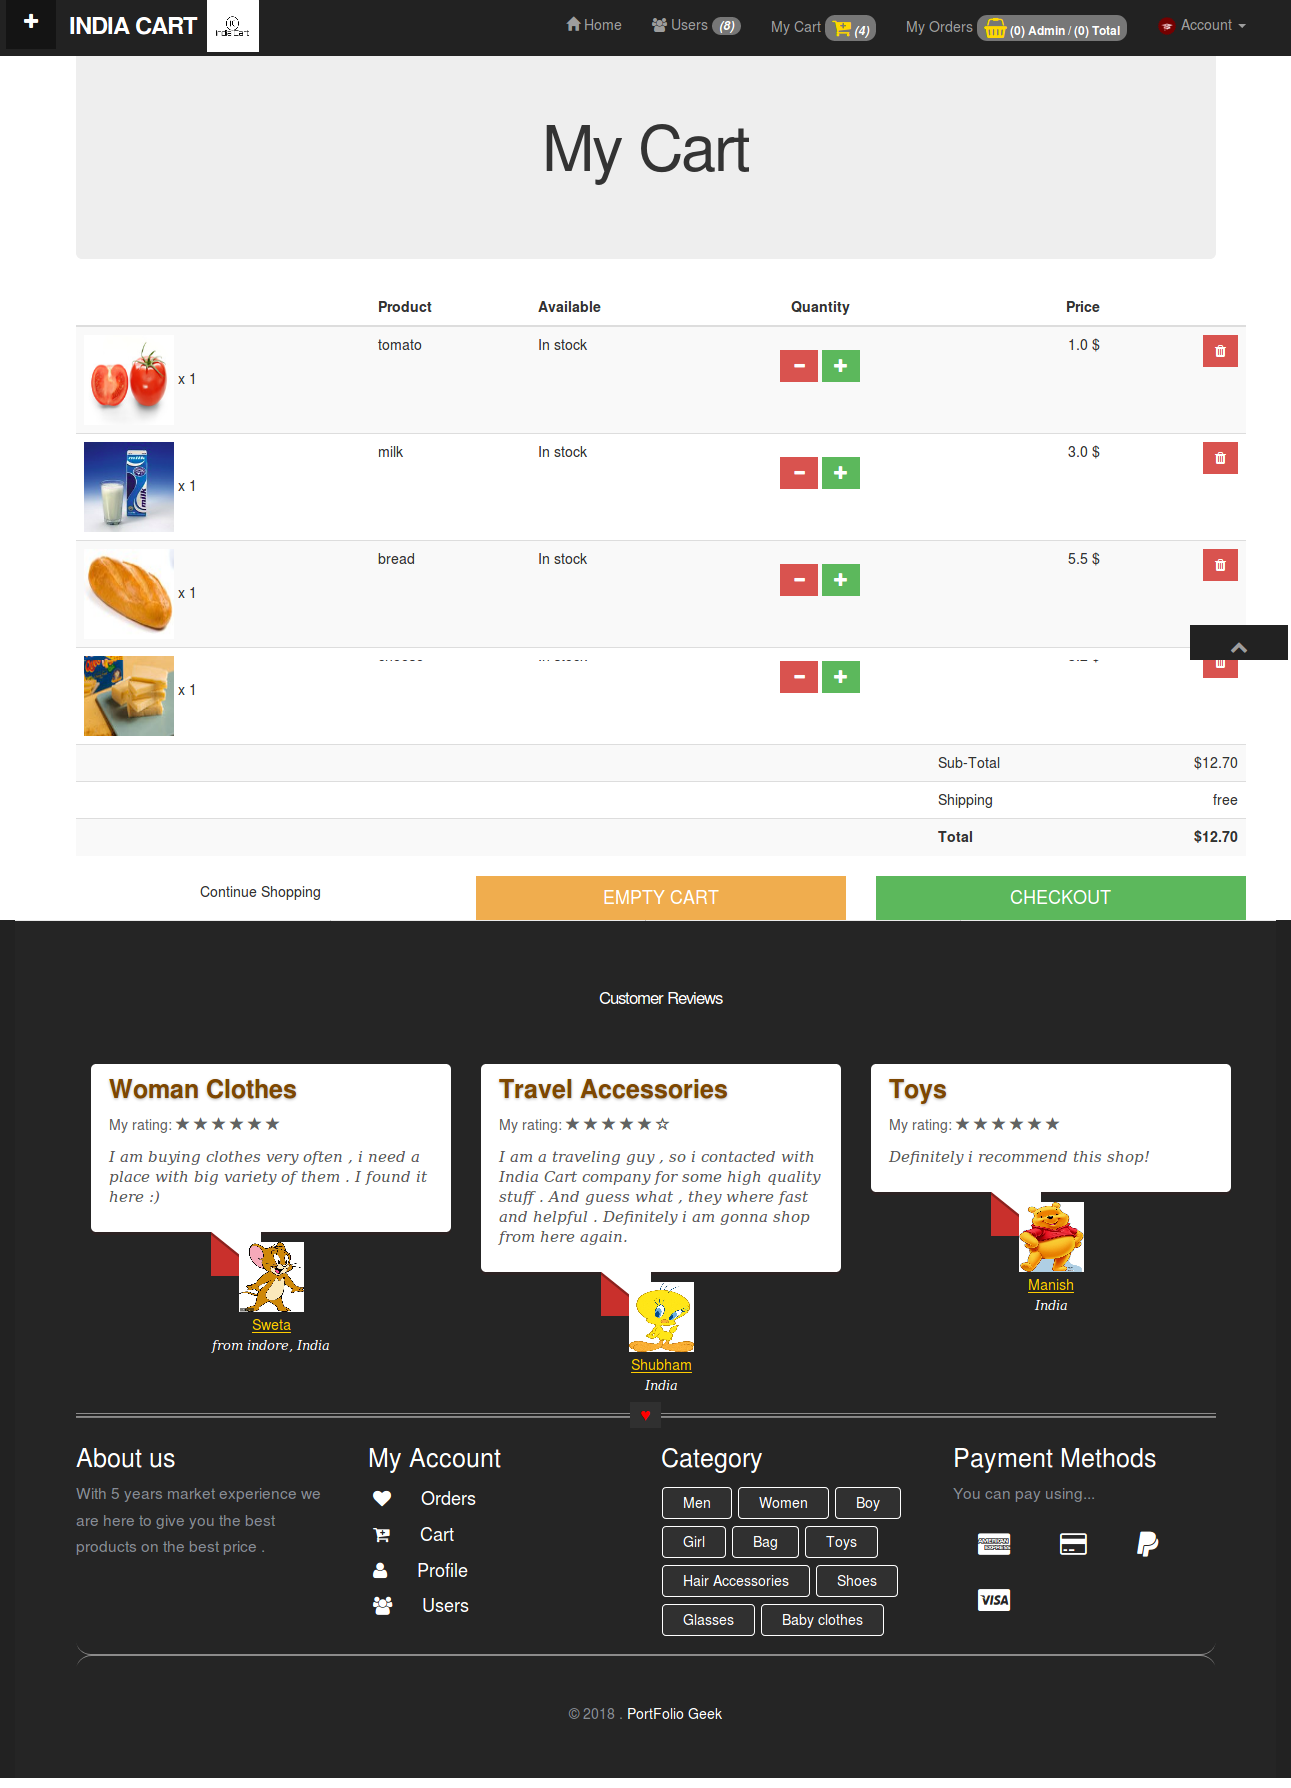 INDIA CART
India Cart
Home
Users (8)
My Cart (4)
My Orders (0) Admin / (0) Total
Account
My Cart
Product Available Quantity Price
tomato In stock 1.0 $
x 1
milk In stock 3.0 $
x 1
bread In stock 5.5 $
x 1
x 1
Sub-Total $12.70
Shipping free
Total $12.70
Continue Shopping EMPTY CART CHECKOUT
Customer Reviews
Woman Clothes
My rating: ★ ★ ★ ★ ★ ★
I am buying clothes very often , i need a
place with big variety of them . I found it
here :)
Sweta
from indore, India
Travel Accessories
My rating: ★ ★ ★ ★ ★ ☆
I am a traveling guy , so i contacted with
India Cart company for some high quality
stuff . And guess what , they where fast
and helpful . Definitely i am gonna shop
from here again.
Shubham
India
Toys
My rating: ★ ★ ★ ★ ★ ★
Definitely i recommend this shop!
Manish
India
About us
With 5 years market experience we
are here to give you the best
products on the best price .
My Account
Orders
Cart
Profile
Users
Category
Men Women Boy
Girl Bag Toys
Hair Accessories Shoes
Glasses Baby clothes
Payment Methods
You can pay using...
AMERICAN
EXPRESS
VISA
© 2018 . PortFolio Geek